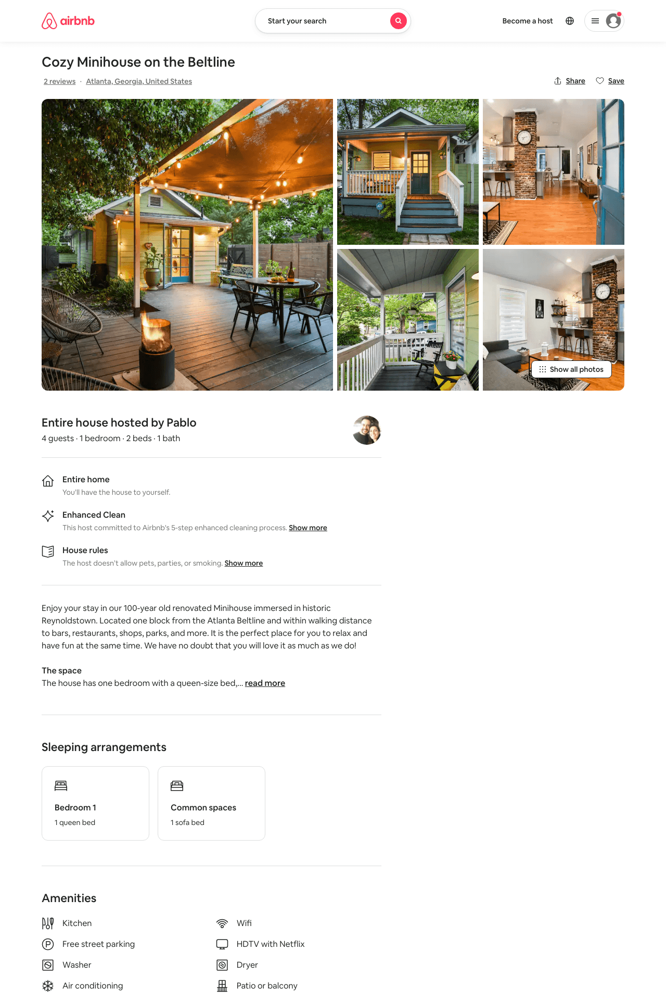 airbnb
Start your search
Become a host
Cozy Minihouse on the Beltline
2 reviews · Atlanta, Georgia, United States
Share
Save
Show all photos
Entire house hosted by Pablo
4 guests · 1 bedroom · 2 beds · 1 bath
Entire home
You’ll have the house to yourself.
Enhanced Clean
This host committed to Airbnb's 5-step enhanced cleaning process. Show more
House rules
The host doesn’t allow pets, parties, or smoking. Show more
Enjoy your stay in our 100-year old renovated Minihouse immersed in historic
Reynoldstown. Located one block from the Atlanta Beltline and within walking distance
to bars, restaurants, shops, parks, and more. It is the perfect place for you to relax and
have fun at the same time. We have no doubt that you will love it as much as we do!
The space
The house has one bedroom with a queen-size bed,... read more
Sleeping arrangements
Bedroom 1
1 queen bed
Common spaces
1 sofa bed
Amenities
Kitchen
Wifi
Free street parking
HDTV with Netflix
Washer
Dryer
Air conditioning
Patio or balcony